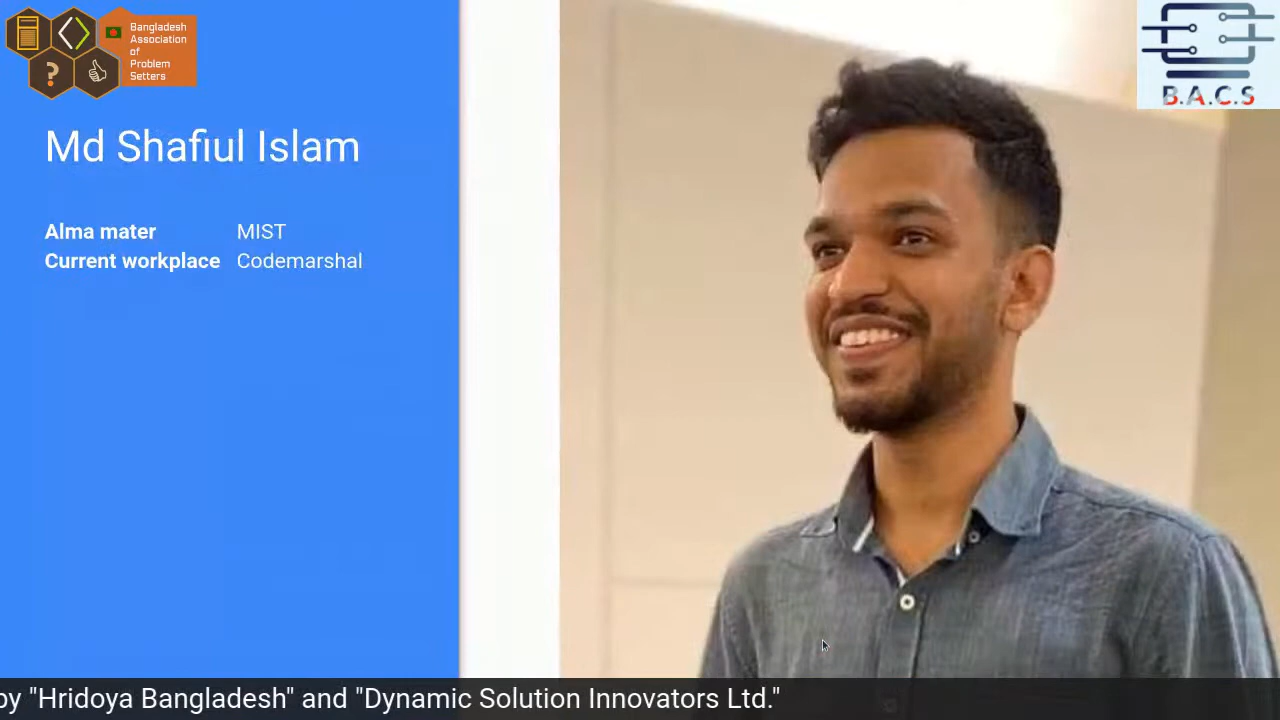 Bangladesh
Association
of
Problem
Setters
?
B.A.C.S
Md Shafiul Islam
Alma mater MIST
Current workplace Codemarshal
by "Hridoya Bangladesh" and "Dynamic Solution Innovators Ltd."